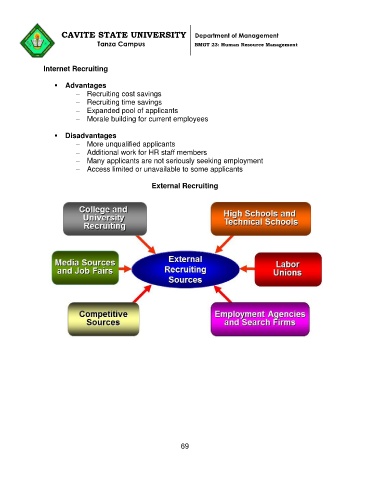 CAVITE STATE UNIVERSITY
Tanza Campus
Department of Management
BMGT 23: Human Resource Management
Internet Recruiting
• Advantages
– Recruiting cost savings
– Recruiting time savings
– Expanded pool of applicants
– Morale building for current employees
• Disadvantages
– More unqualified applicants
– Additional work for HR staff members
– Many applicants are not seriously seeking employment
– Access limited or unavailable to some applicants
External Recruiting
College and
University
Recruiting
High Schools and
Technical Schools
Media Sources
and Job Fairs
External
Recruiting
Sources
Labor
Unions
Competitive
Sources
Employment Agencies
and Search Firms
69